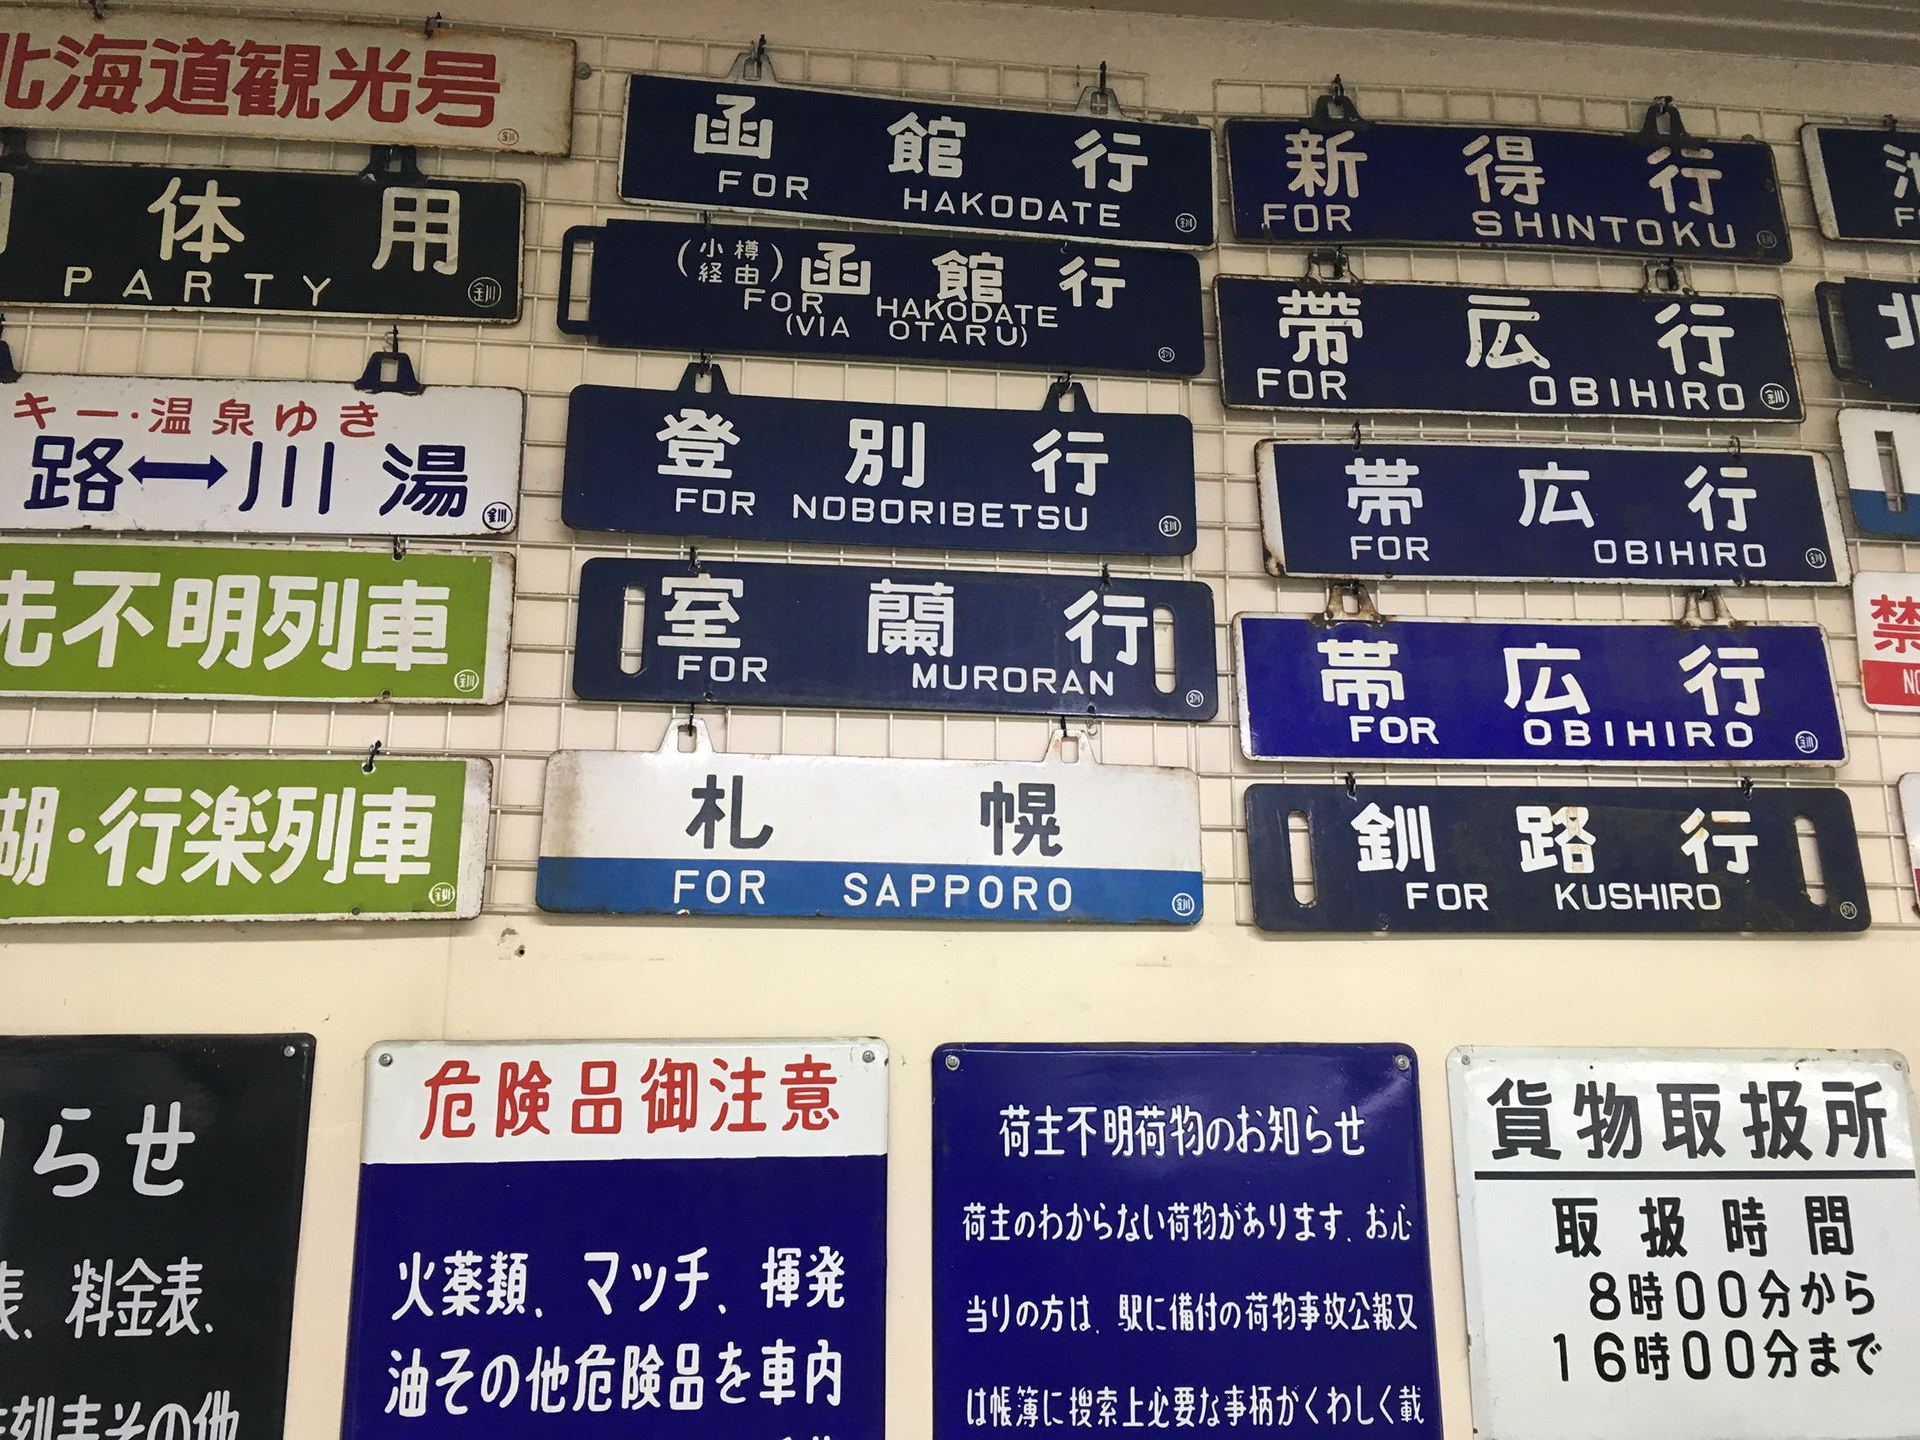 北海道観光号
体用
PARTY
キー・温泉ゆき
路↔川湯
先不明列車
湖・行楽列車
函館行
FOR HAKODATE
(小樽経由)函館行
FOR HAKODATE
(VIA OTARU)
登別行
FOR NOBORIBETSU
室蘭行
FOR MURORAN
札幌
FOR SAPPORO
新得行
FOR SHINTOKU
帯広行
FOR OBIHIRO
帯広行
FOR OBIHIRO
帯広行
FOR OBIHIRO
釧路行
FOR KUSHIRO
北
禁
NO
らせ
表、料金表、
刻表その他
危険品御注意
火薬類、マッチ、揮発
油その他危険品を車内
荷主不明荷物のお知らせ
荷主のわからない荷物があります、お心
当りの方は、駅に備付の荷物事故公報又
は帳簿に捜索上必要な事柄がくわしく載
貨物取扱所
取扱時間
8時00分から
16時00分まで